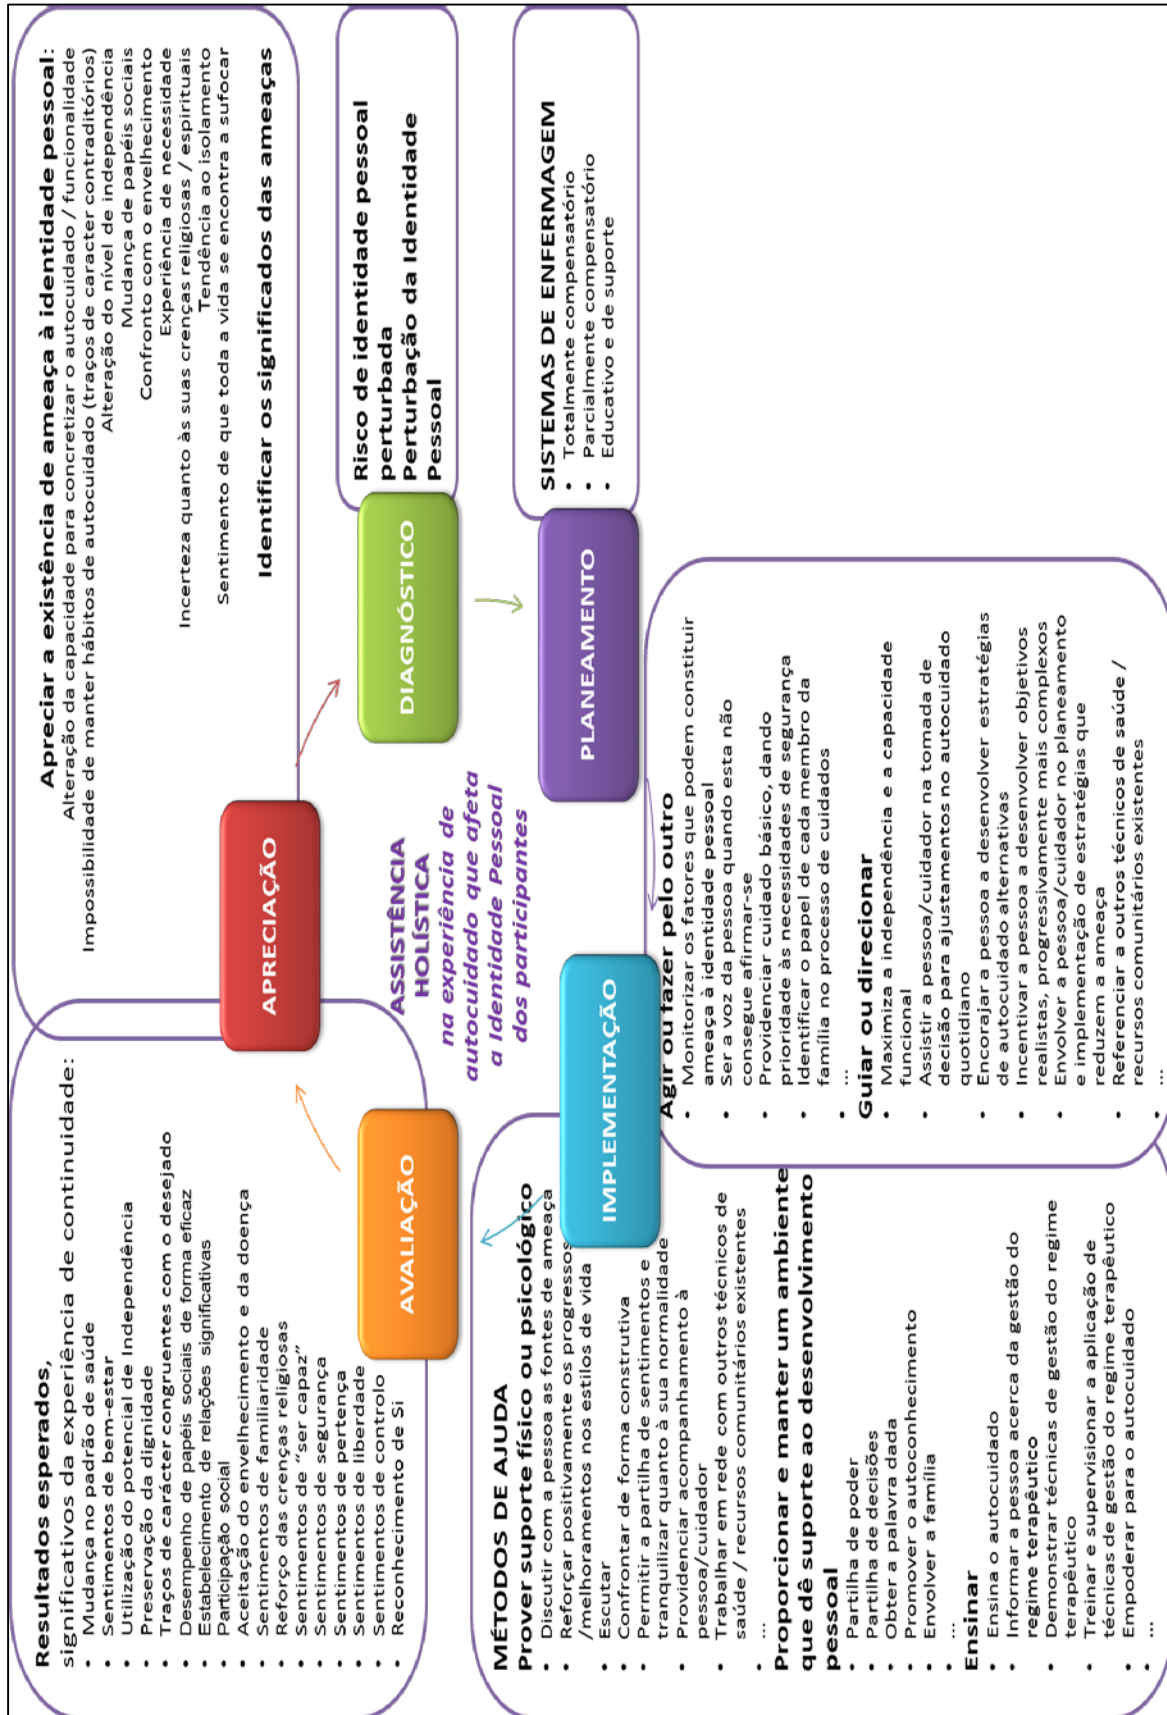 Resultados esperados,
significativos da experiência de continuidade:
• Mudança no padrão de saúde
• Sentimentos de bem-estar
• Utilização do potencial de Independência
• Preservação da dignidade
• Traços de carácter congruentes com o desejado
• Desempenho de papéis sociais de forma eficaz
• Estabelecimento de relações significativas
• Participação social
• Aceitação do envelhecimento e da doença
• Sentimentos de familiaridade
• Reforço das crenças religiosas
• Sentimentos de “ser capaz”
• Sentimentos de segurança
• Sentimentos de pertença
• Sentimentos de liberdade
• Sentimentos de controlo
• Reconhecimento de Si
Apreciar a existência de ameaça à identidade pessoal:
Alteração da capacidade para concretizar o autocuidado / funcionalidade
Impossibilidade de manter hábitos de autocuidado (traços de caracter contraditórios)
Alteração do nível de independência
Mudança de papéis sociais
Confronto com o envelhecimento
Experiência de necessidade
Incerteza quanto às suas crenças religiosas / espirituais
Tendência ao isolamento
Sentimento de que toda a vida se encontra a sufocar
Identificar os significados das ameaças
APRECIAÇÃO
AVALIAÇÃO
ASSISTÊNCIA
HOLÍSTICA
na experiência de
autocuidado que afeta
a Identidade Pessoal
dos participantes
DIAGNÓSTICO
Risco de identidade pessoal
perturbada
Perturbação da Identidade
Pessoal
PLANEAMENTO
SISTEMAS DE ENFERMAGEM
• Totalmente compensatório
• Parcialmente compensatório
• Educativo e de suporte
IMPLEMENTAÇÃO
MÉTODOS DE AJUDA
Prover suporte físico ou psicológico
• Discutir com a pessoa as fontes de ameaça
• Reforçar positivamente os progressos
/melhoramentos nos estilos de vida
• Escutar
• Confrontar de forma construtiva
• Permitir a partilha de sentimentos e
tranquilizar quanto à sua normalidade
• Providenciar acompanhamento à
pessoa/cuidador
• Trabalhar em rede com outros técnicos de
saúde / recursos comunitários existentes
• ...
Proporcionar e manter um ambiente
que dê suporte ao desenvolvimento
pessoal
• Partilha de poder
• Partilha de decisões
• Obter a palavra dada
• Promover o autoconhecimento
• Envolver a família
• ...
Ensinar
• Ensina o autocuidado
• Informar a pessoa acerca da gestão do
regime terapêutico
• Demonstrar técnicas de gestão do regime
terapêutico
• Treinar e supervisionar a aplicação de
técnicas de gestão do regime terapêutico
• Empoderar para o autocuidado
• ...
Agir ou fazer pelo outro
• Monitorizar os fatores que podem constituir
ameaça à identidade pessoal
• Ser a voz da pessoa quando esta não
consegue afirmar-se
• Providenciar cuidado básico, dando
prioridade às necessidades de segurança
• Identificar o papel de cada membro da
família no processo de cuidados
• ...
Guiar ou direcionar
• Maximiza a independência e a capacidade
funcional
• Assistir a pessoa/cuidador na tomada de
decisão para ajustamentos no autocuidado
quotidiano
• Encorajar a pessoa a desenvolver estratégias
de autocuidado alternativas
• Incentivar a pessoa a desenvolver objetivos
realistas, progressivamente mais complexos
• Envolver a pessoa/cuidador no planeamento
e implementação de estratégias que
reduzem a ameaça
• Referenciar a outros técnicos de saúde /
recursos comunitários existentes
• ...